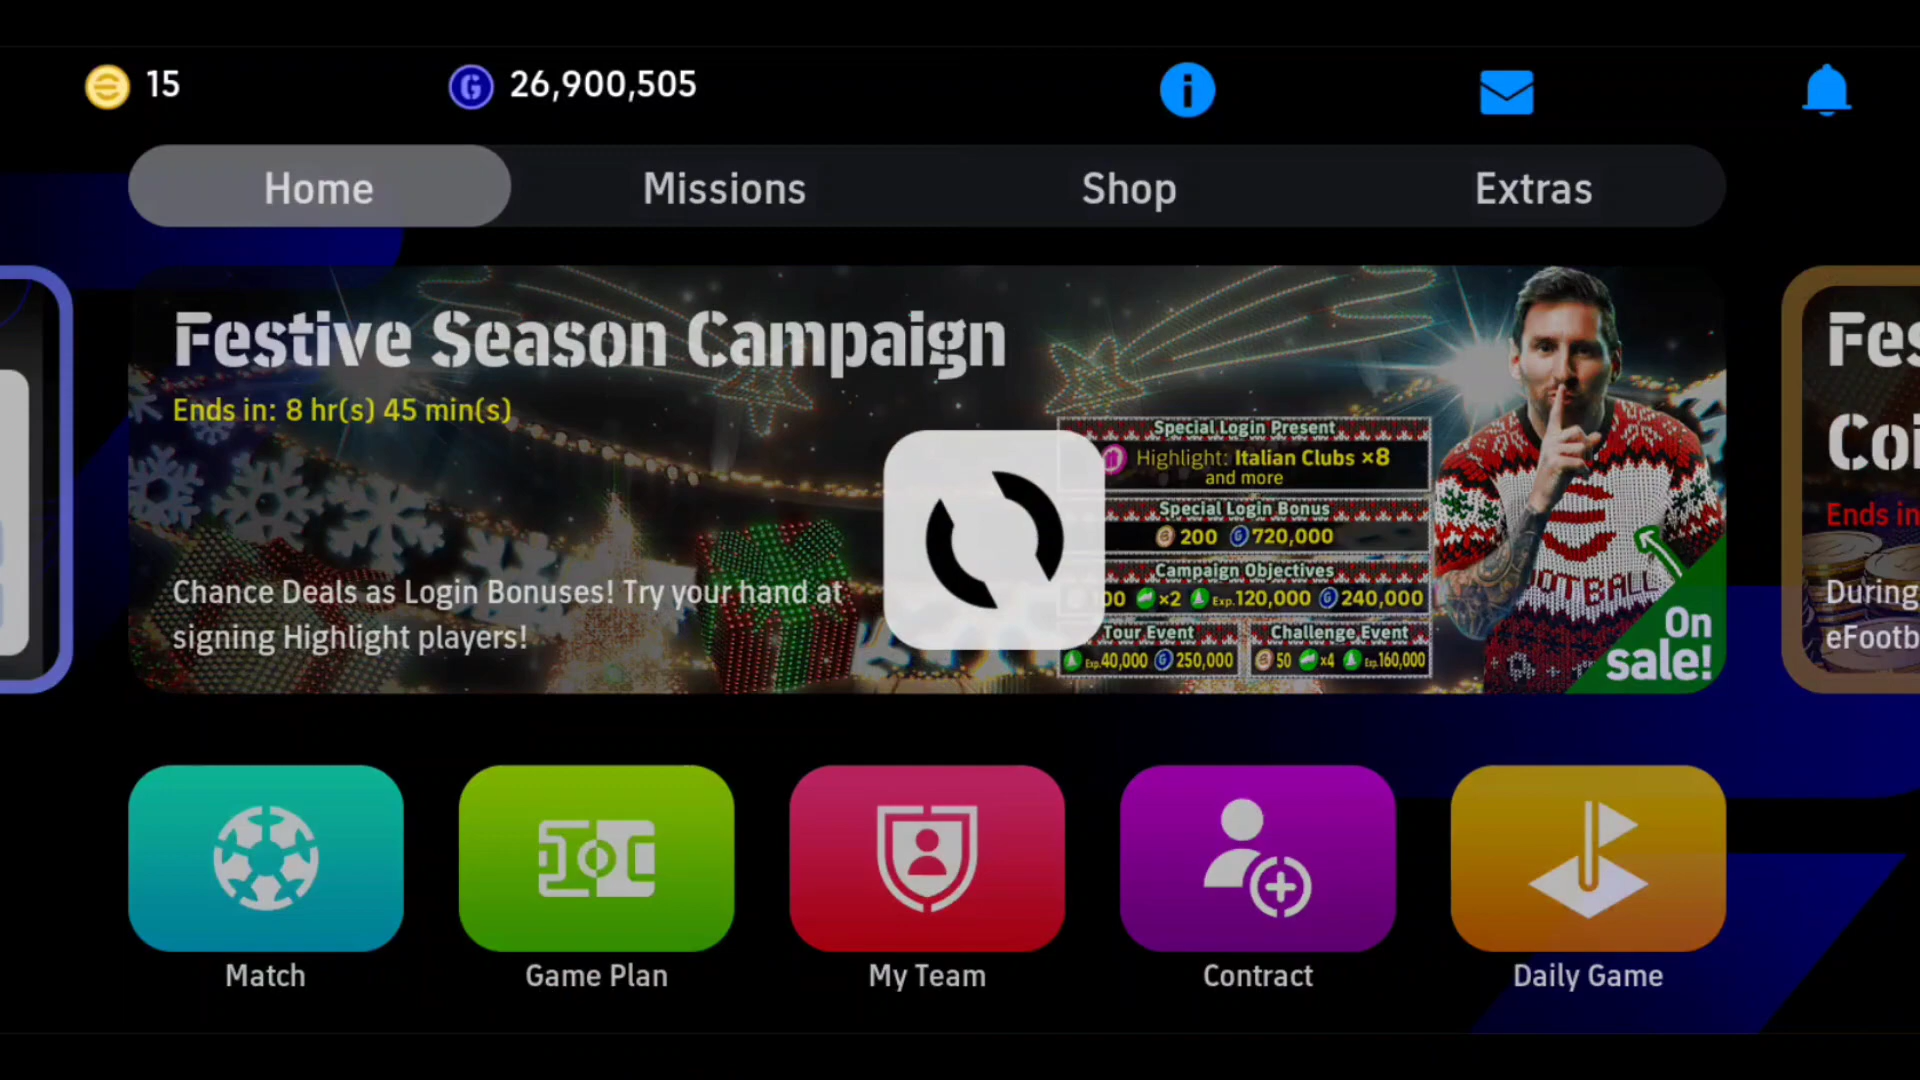 15
26,900,505
Home
Missions
Shop
Extras
Festive Season Campaign
Ends in: 8 hr(s) 45 min(s)
Chance Deals as Login Bonuses! Try your hand at
signing Highlight players!
Special Login Present
Highlight: Italian Clubs ×8
and more
Special Login Bonus
200 720,000
Campaign Objectives
×2 Exp.120,000 240,000
Tour Event
Exp.40,000 250,000
Challenge Event
50 ×4 Exp.160,000
On
sale!
Ends in
During
Match
Game Plan
My Team
Contract
Daily Game